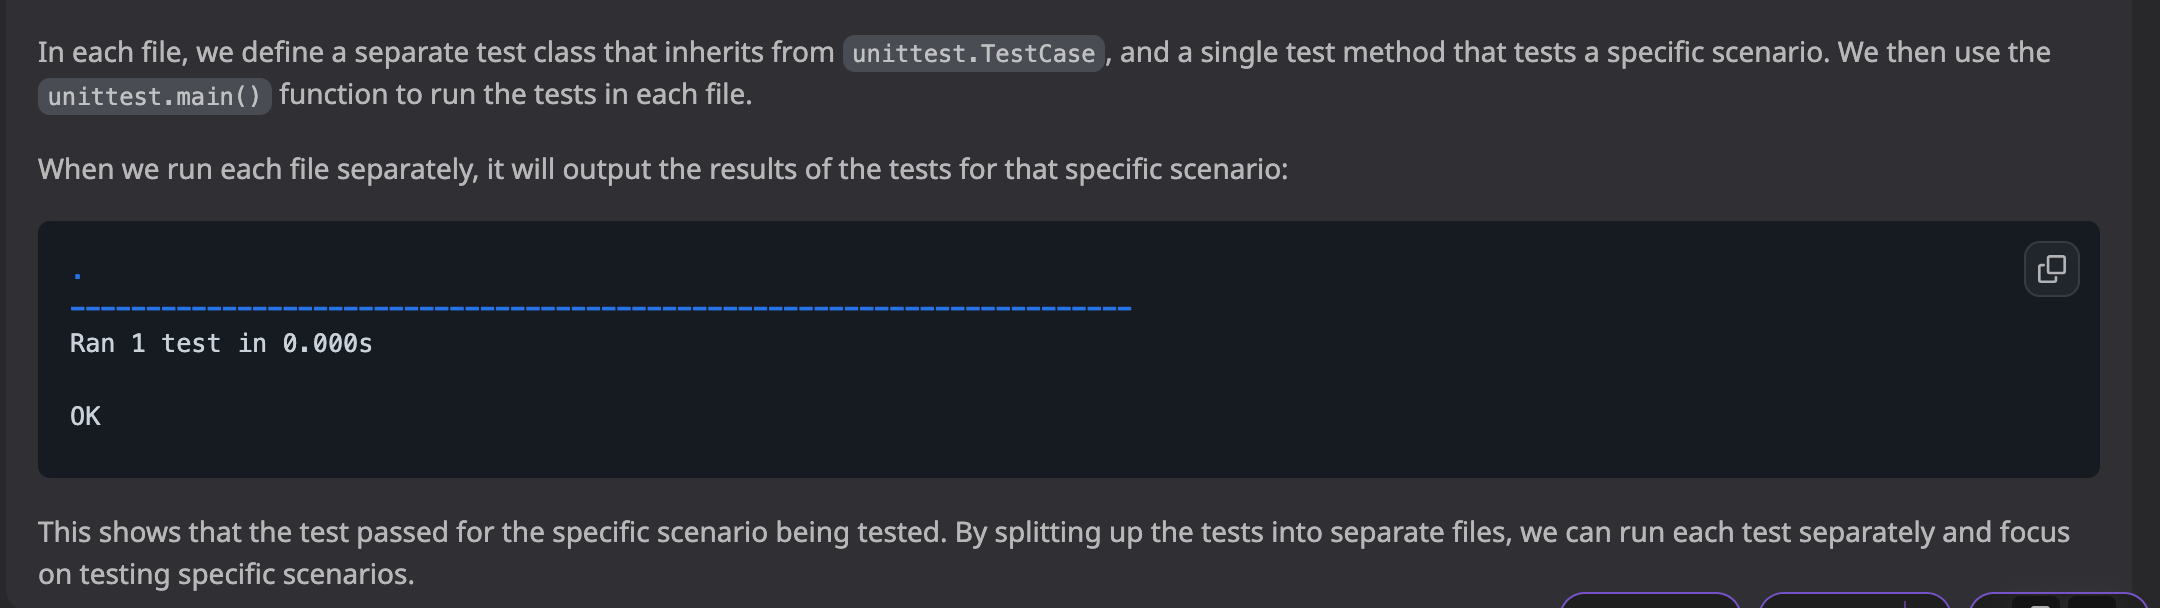 In each file, we define a separate test class that inherits from unittest.TestCase, and a single test method that tests a specific scenario. We then use the
unittest.main() function to run the tests in each file.
When we run each file separately, it will output the results of the tests for that specific scenario:
.
----------------------------------------------------------------------
Ran 1 test in 0.000s
OK
This shows that the test passed for the specific scenario being tested. By splitting up the tests into separate files, we can run each test separately and focus
on testing specific scenarios.